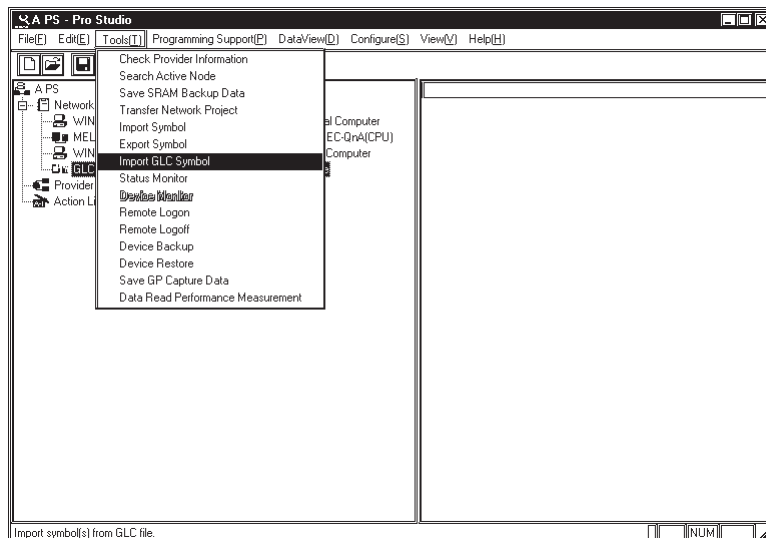 A PS - Pro Studio
File(F) Edit(E) Tools(T) Programming Support(P) DataView(D) Configure(S) View(V) Help(H)
Check Provider Information
Search Active Node
Save SRAM Backup Data
Transfer Network Project
Import Symbol
Export Symbol
Import GLC Symbol
Status Monitor
Device Monitor
Remote Logon
Remote Logoff
Device Backup
Device Restore
Save GP Capture Data
Data Read Performance Measurement
A PS
Network
WIN al Computer
MEL EC-QnA(CPU)
WIN Computer
GLC
Provider
Action Li
Import symbol(s) from GLC file.
NUM